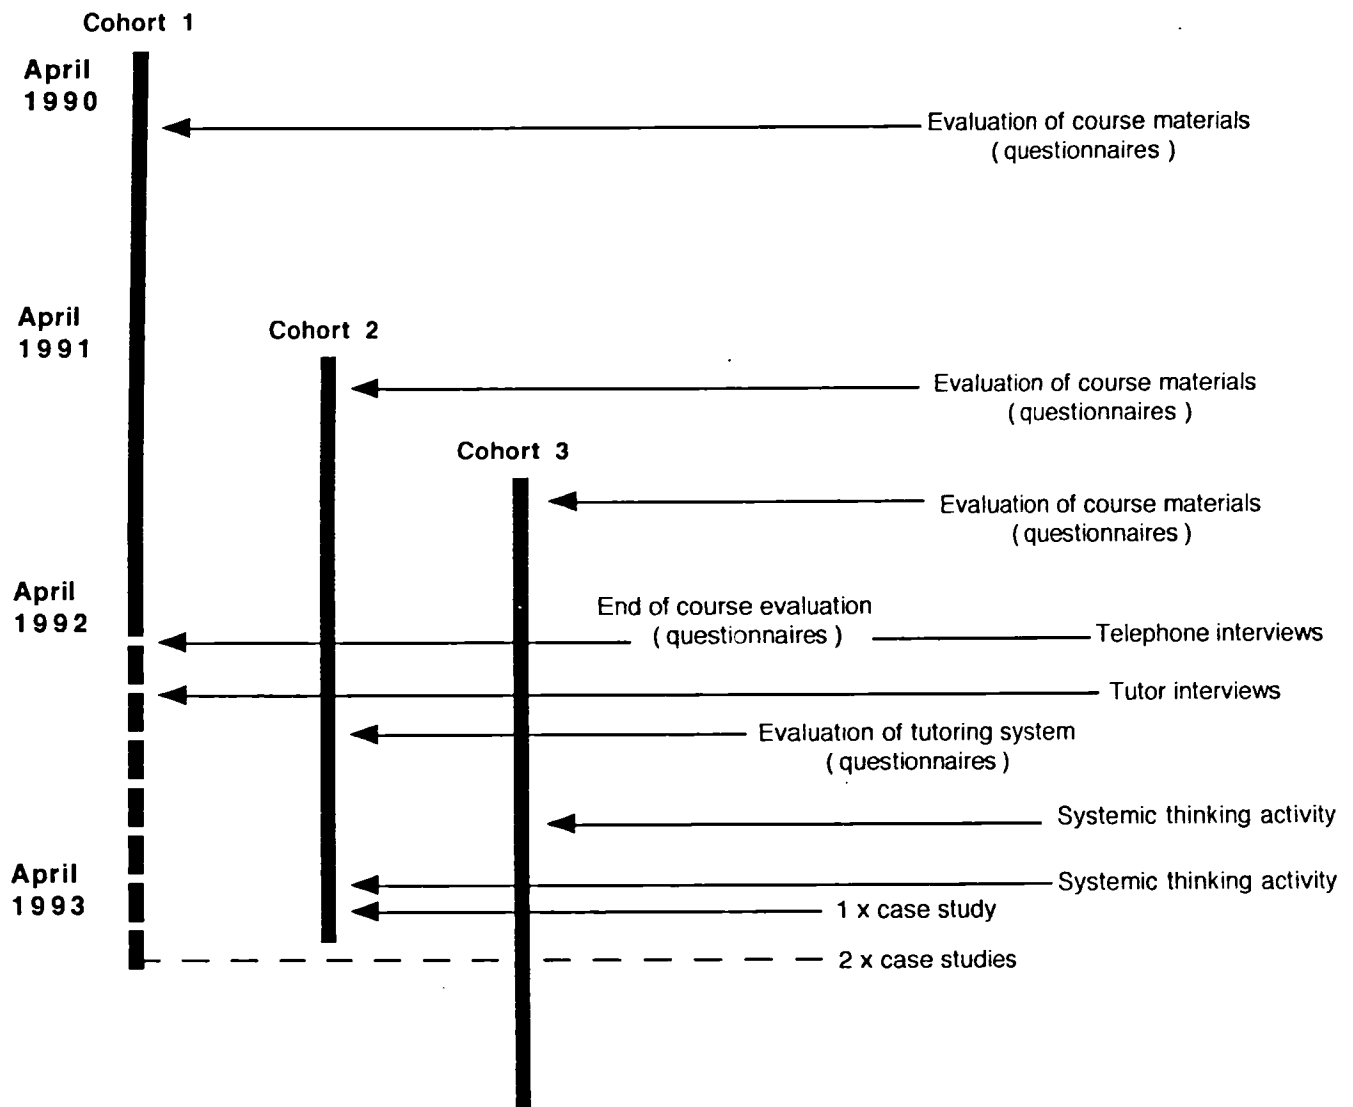 Cohort 1
April
1990
Evaluation of course materials
( questionnaires )
April
1991
Cohort 2
Evaluation of course materials
( questionnaires )
Cohort 3
Evaluation of course materials
( questionnaires )
April
1992
End of course evaluation
( questionnaires )
Telephone interviews
Tutor interviews
Evaluation of tutoring system
( questionnaires )
Systemic thinking activity
April
1993
Systemic thinking activity
1 x case study
2 x case studies